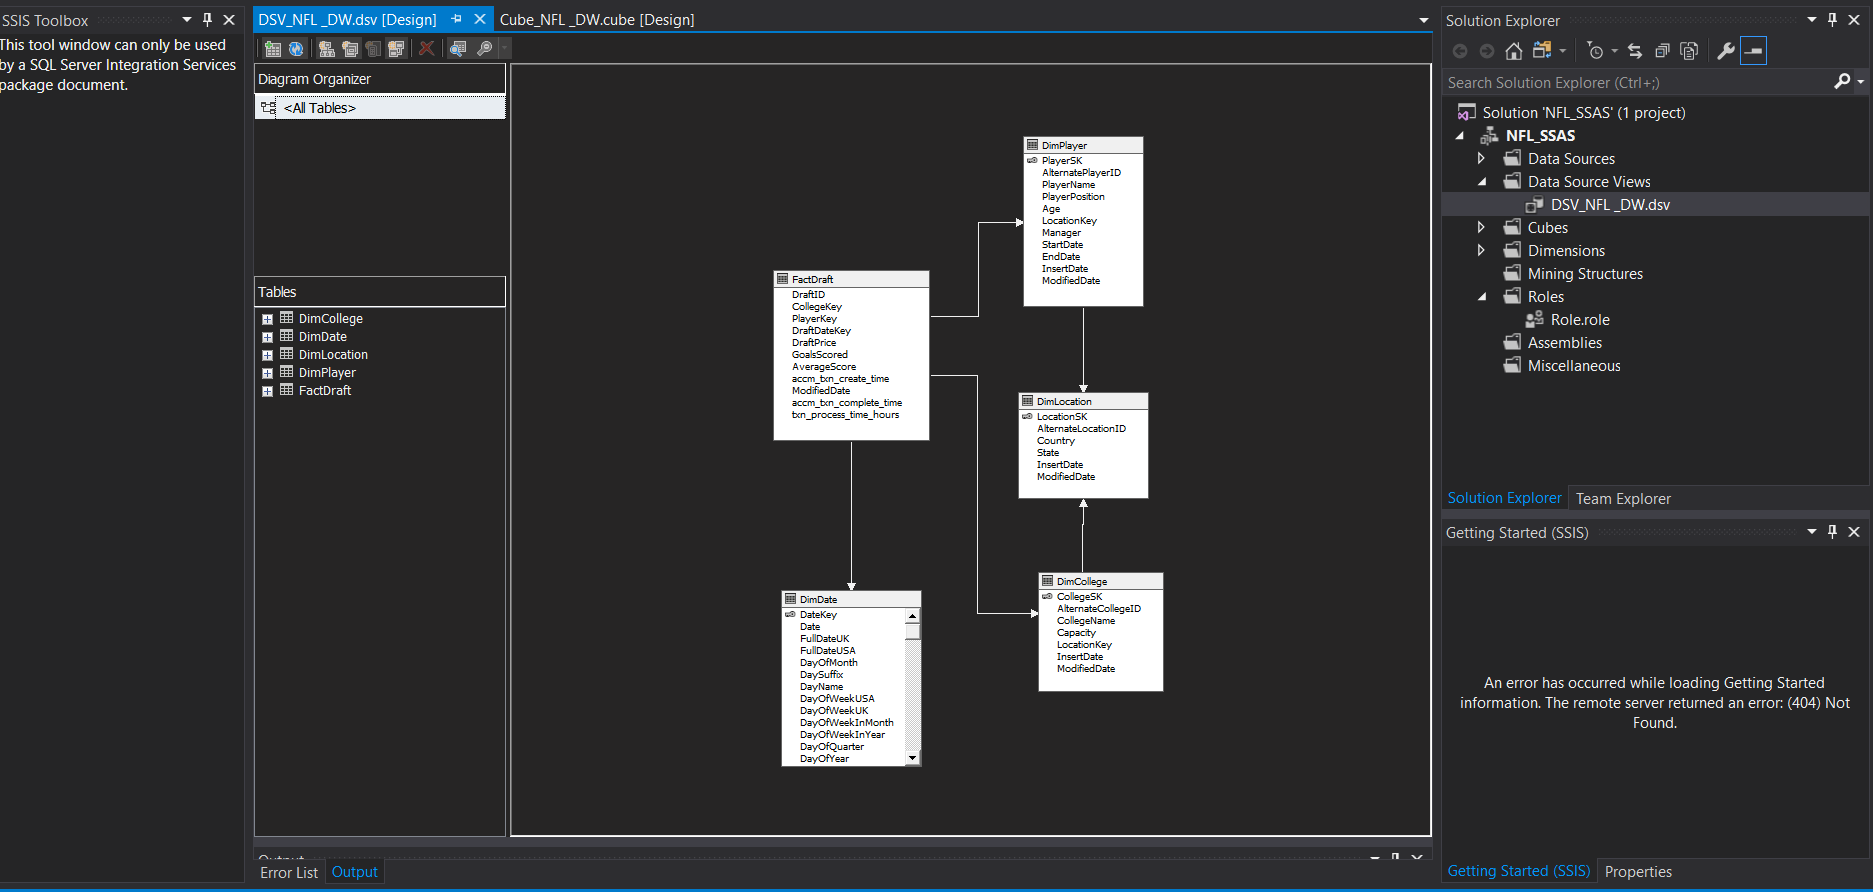 SSIS Toolbox
This tool window can only be used
by a SQL Server Integration Services
package document.
DSV_NFL _DW.dsv [Design]
Cube_NFL _DW.cube [Design]
Diagram Organizer
<All Tables>
Tables
DimCollege
DimDate
DimLocation
DimPlayer
FactDraft
DimPlayer
PlayerSK
AlternatePlayerID
PlayerName
PlayerPosition
Age
LocationKey
Manager
StartDate
EndDate
InsertDate
ModifiedDate
FactDraft
DraftID
CollegeKey
PlayerKey
DraftDateKey
DraftPrice
GoalsScored
AverageScore
accm_txn_create_time
ModifiedDate
accm_txn_complete_time
txn_process_time_hours
DimLocation
LocationSK
AlternateLocationID
Country
State
InsertDate
ModifiedDate
DimCollege
CollegeSK
AlternateCollegeID
CollegeName
Capacity
LocationKey
InsertDate
ModifiedDate
DimDate
DateKey
Date
FullDateUK
FullDateUSA
DayOfMonth
DaySuffix
DayName
DayOfWeekUSA
DayOfWeekUK
DayOfWeekInMonth
DayOfWeekInYear
DayOfQuarter
DayOfYear
Output
Error List
Output
Solution Explorer
Search Solution Explorer (Ctrl+;)
Solution 'NFL_SSAS' (1 project)
NFL_SSAS
Data Sources
Data Source Views
DSV_NFL _DW.dsv
Cubes
Dimensions
Mining Structures
Roles
Role.role
Assemblies
Miscellaneous
Solution Explorer
Team Explorer
Getting Started (SSIS)
An error has occurred while loading Getting Started
information. The remote server returned an error: (404) Not
Found.
Getting Started (SSIS)
Properties